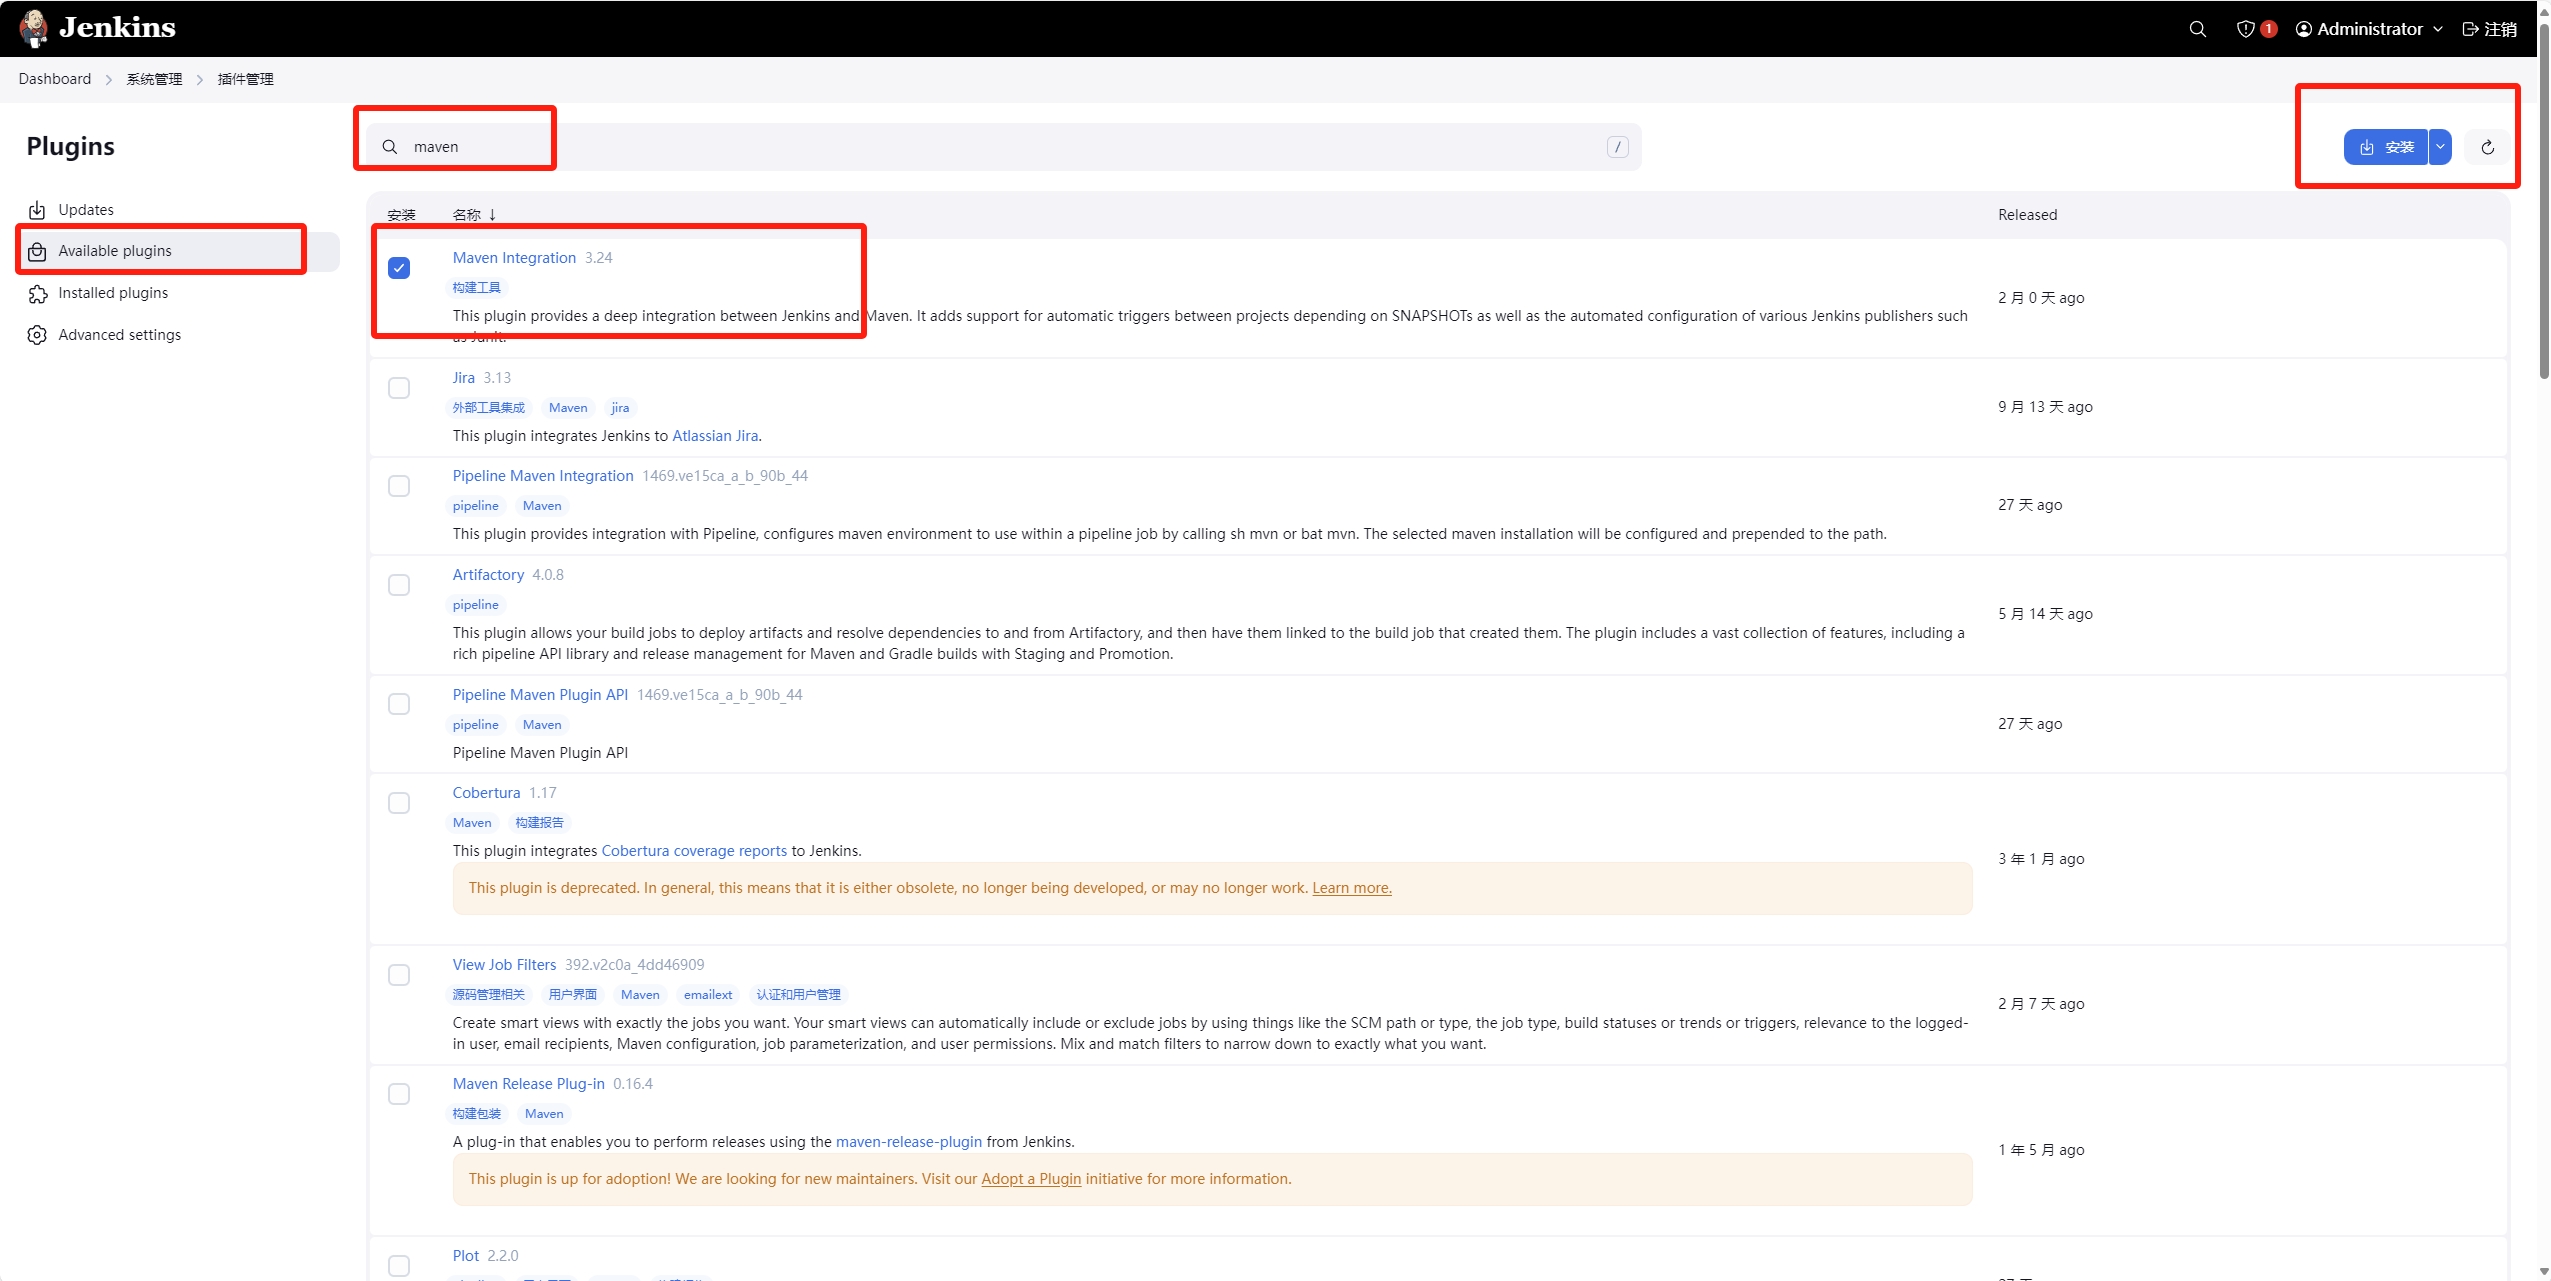 Jenkins
1
Administrator
注销
Dashboard
系统管理
插件管理
Plugins
maven
/
安装
Updates
Available plugins
Installed plugins
Advanced settings
安装 名称 ↓ Released
Maven Integration 3.24
构建工具
This plugin provides a deep integration between Jenkins and Maven. It adds support for automatic triggers between projects depending on SNAPSHOTs as well as the automated configuration of various Jenkins publishers such
as Junit.
2 月 0 天 ago
Jira 3.13
外部工具集成 Maven jira
This plugin integrates Jenkins to Atlassian Jira.
9 月 13 天 ago
Pipeline Maven Integration 1469.ve15ca_a_b_90b_44
pipeline Maven
This plugin provides integration with Pipeline, configures maven environment to use within a pipeline job by calling sh mvn or bat mvn. The selected maven installation will be configured and prepended to the path.
27 天 ago
Artifactory 4.0.8
pipeline
This plugin allows your build jobs to deploy artifacts and resolve dependencies to and from Artifactory, and then have them linked to the build job that created them. The plugin includes a vast collection of features, including a
rich pipeline API library and release management for Maven and Gradle builds with Staging and Promotion.
5 月 14 天 ago
Pipeline Maven Plugin API 1469.ve15ca_a_b_90b_44
pipeline Maven
Pipeline Maven Plugin API
27 天 ago
Cobertura 1.17
Maven 构建报告
This plugin integrates Cobertura coverage reports to Jenkins.
This plugin is deprecated. In general, this means that it is either obsolete, no longer being developed, or may no longer work. Learn more.
3 年 1 月 ago
View Job Filters 392.v2c0a_4dd46909
源码管理相关 用户界面 Maven emailext 认证和用户管理
Create smart views with exactly the jobs you want. Your smart views can automatically include or exclude jobs by using things like the SCM path or type, the job type, build statuses or trends or triggers, relevance to the logged-
in user, email recipients, Maven configuration, job parameterization, and user permissions. Mix and match filters to narrow down to exactly what you want.
2 月 7 天 ago
Maven Release Plug-in 0.16.4
构建包装 Maven
A plug-in that enables you to perform releases using the maven-release-plugin from Jenkins.
This plugin is up for adoption! We are looking for new maintainers. Visit our Adopt a Plugin initiative for more information.
1 年 5 月 ago
Plot 2.2.0